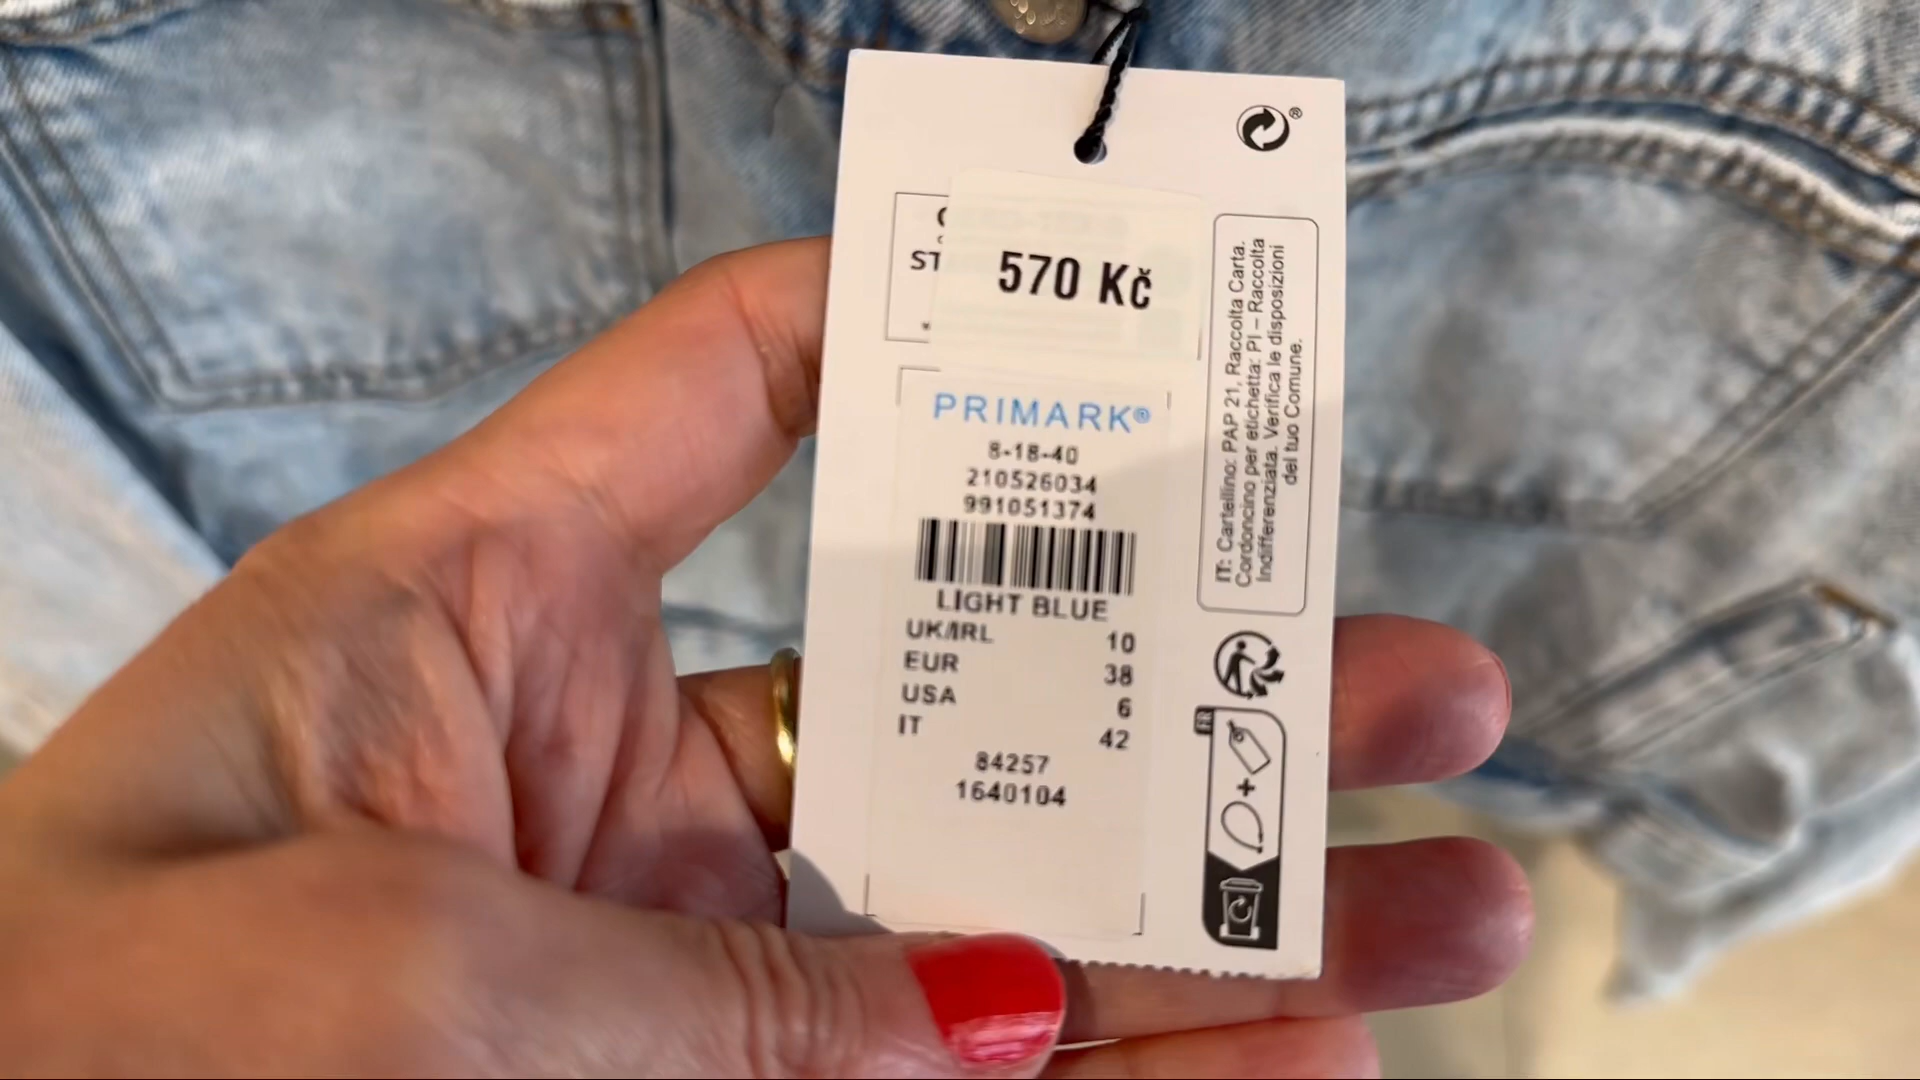 570 Kč
ST
PRIMARK®
8-18-40
210526034
991051374
LIGHT BLUE
UK/IRL 10
EUR 38
USA 6
IT 42
84257
1640104
IT: Cartellino: PAP 21, Raccolta Carta.
Cordoncino per etichetta: PI – Raccolta
Indifferenziata. Verifica le disposizioni
del tuo Comune.
FR